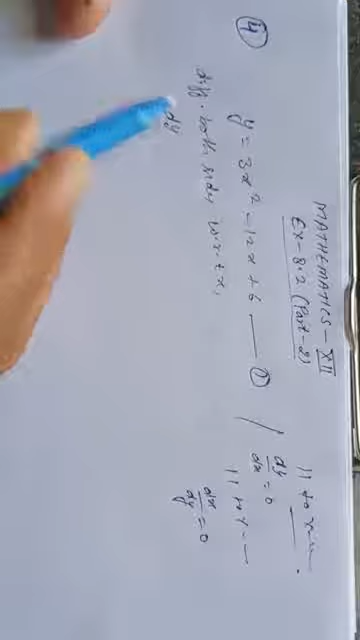 MATHEMATICS - XII
Ex - 8.2 (Part-2)
④ y = 3x² - 12x + 6 — ①
diff. both sides w.r.t x,
dy
|| to x
dy/dx = 0
|| to Y -
dx/dy = 0